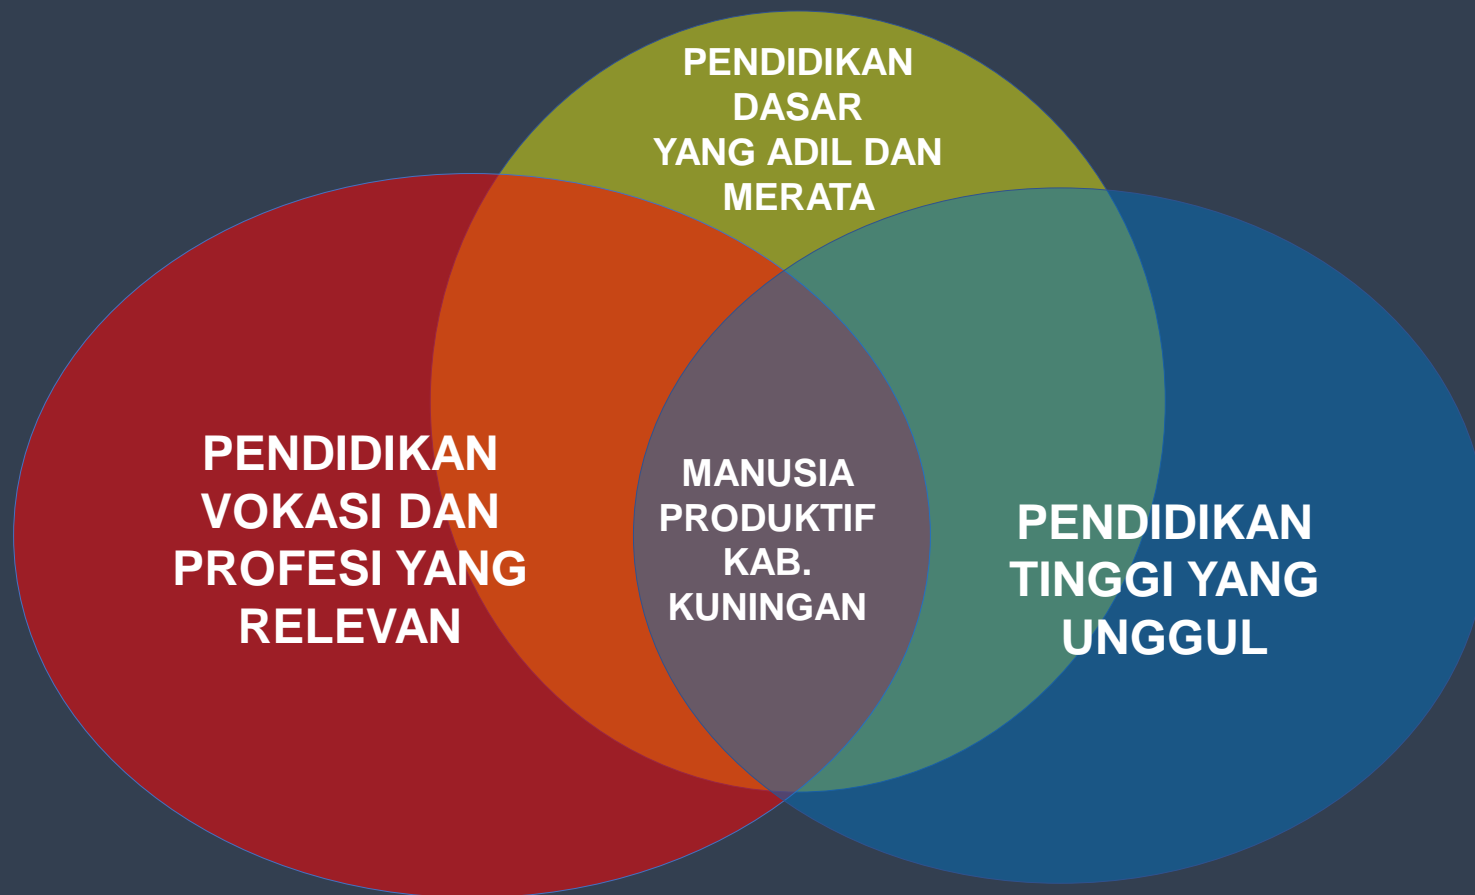 PENDIDIKAN
DASAR
YANG ADIL DAN
MERATA
PENDIDIKAN
VOKASI DAN
PROFESI YANG
RELEVAN
MANUSIA
PRODUKTIF
KAB.
KUNINGAN
PENDIDIKAN
TINGGI YANG
UNGGUL